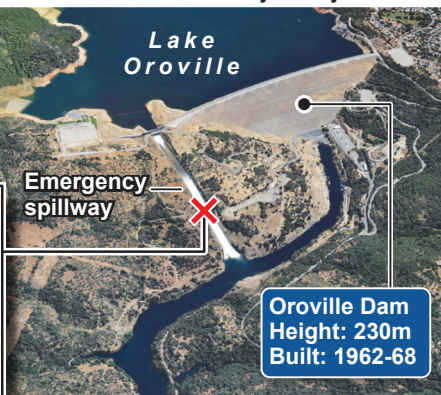 Lake
Oroville
Emergency
spillway
Oroville Dam
Height: 230m
Built: 1962-68